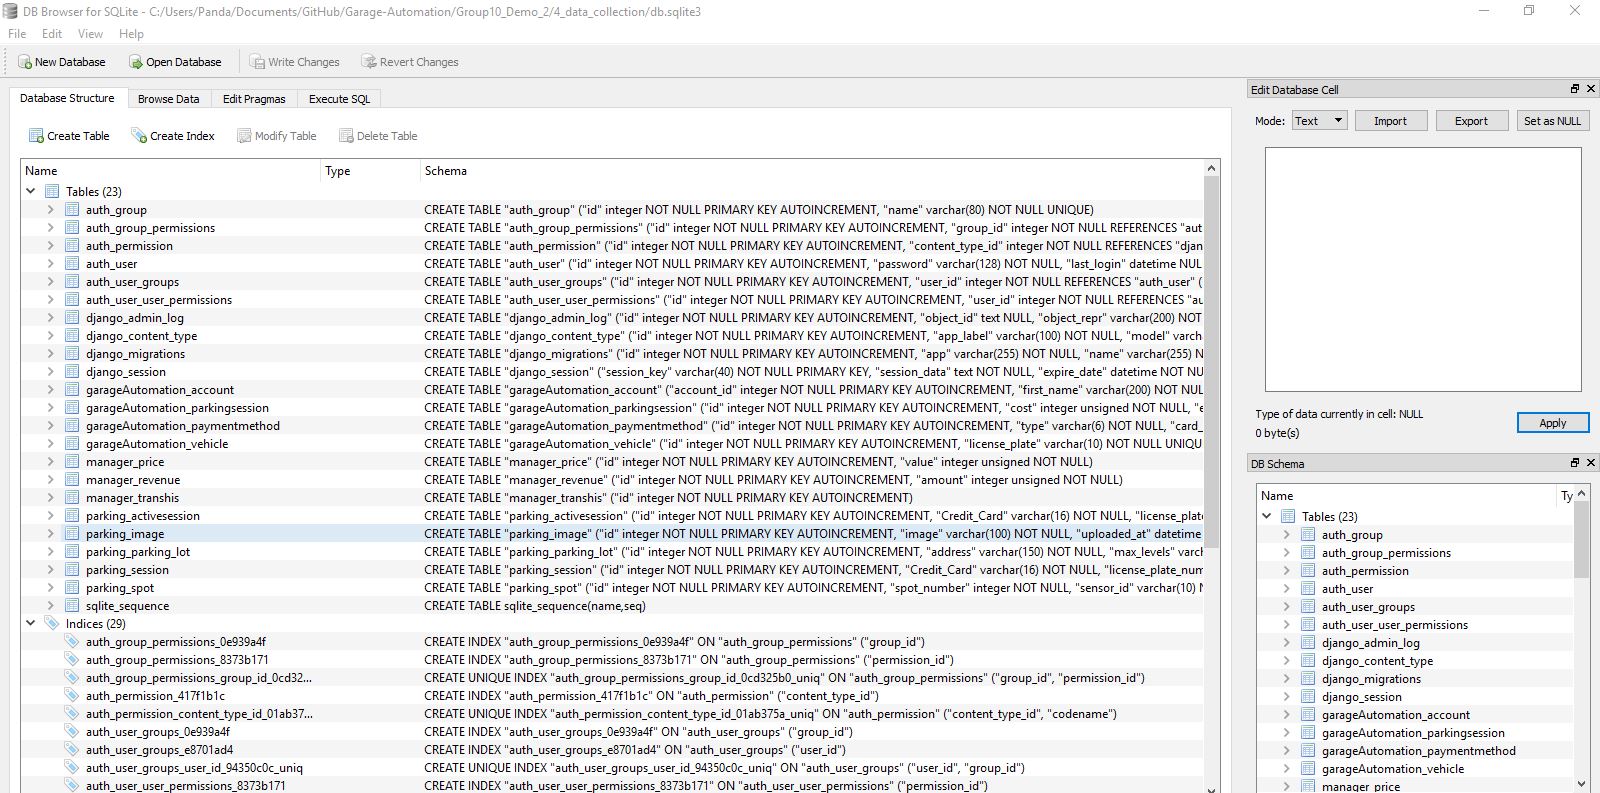 DB Browser for SQLite - C:/Users/Panda/Documents/GitHub/Garage-Automation/Group10_Demo_2/4_data_collection/db.sqlite3
File Edit View Help
New Database Open Database Write Changes Revert Changes
Database Structure Browse Data Edit Pragmas Execute SQL
Create Table Create Index Modify Table Delete Table
Name Type Schema
Tables (23)
auth_group CREATE TABLE "auth_group" ("id" integer NOT NULL PRIMARY KEY AUTOINCREMENT, "name" varchar(80) NOT NULL UNIQUE)
auth_group_permissions CREATE TABLE "auth_group_permissions" ("id" integer NOT NULL PRIMARY KEY AUTOINCREMENT, "group_id" integer NOT NULL REFERENCES "aut
auth_permission CREATE TABLE "auth_permission" ("id" integer NOT NULL PRIMARY KEY AUTOINCREMENT, "content_type_id" integer NOT NULL REFERENCES "djan
auth_user CREATE TABLE "auth_user" ("id" integer NOT NULL PRIMARY KEY AUTOINCREMENT, "password" varchar(128) NOT NULL, "last_login" datetime NUL
auth_user_groups CREATE TABLE "auth_user_groups" ("id" integer NOT NULL PRIMARY KEY AUTOINCREMENT, "user_id" integer NOT NULL REFERENCES "auth_user" (
auth_user_user_permissions CREATE TABLE "auth_user_user_permissions" ("id" integer NOT NULL PRIMARY KEY AUTOINCREMENT, "user_id" integer NOT NULL REFERENCES "au
django_admin_log CREATE TABLE "django_admin_log" ("id" integer NOT NULL PRIMARY KEY AUTOINCREMENT, "object_id" text NULL, "object_repr" varchar(200) NOT
django_content_type CREATE TABLE "django_content_type" ("id" integer NOT NULL PRIMARY KEY AUTOINCREMENT, "app_label" varchar(100) NOT NULL, "model" varch
django_migrations CREATE TABLE "django_migrations" ("id" integer NOT NULL PRIMARY KEY AUTOINCREMENT, "app" varchar(255) NOT NULL, "name" varchar(255) N
django_session CREATE TABLE "django_session" ("session_key" varchar(40) NOT NULL PRIMARY KEY, "session_data" text NOT NULL, "expire_date" datetime NOT NU
garageAutomation_account CREATE TABLE "garageAutomation_account" ("account_id" integer NOT NULL PRIMARY KEY AUTOINCREMENT, "first_name" varchar(200) NOT NUL
garageAutomation_parkingsession CREATE TABLE "garageAutomation_parkingsession" ("id" integer NOT NULL PRIMARY KEY AUTOINCREMENT, "cost" integer unsigned NOT NULL, "e
garageAutomation_paymentmethod CREATE TABLE "garageAutomation_paymentmethod" ("id" integer NOT NULL PRIMARY KEY AUTOINCREMENT, "type" varchar(6) NOT NULL, "card_
garageAutomation_vehicle CREATE TABLE "garageAutomation_vehicle" ("id" integer NOT NULL PRIMARY KEY AUTOINCREMENT, "license_plate" varchar(10) NOT NULL UNIQU
manager_price CREATE TABLE "manager_price" ("id" integer NOT NULL PRIMARY KEY AUTOINCREMENT, "value" integer unsigned NOT NULL)
manager_revenue CREATE TABLE "manager_revenue" ("id" integer NOT NULL PRIMARY KEY AUTOINCREMENT, "amount" integer unsigned NOT NULL)
manager_transhis CREATE TABLE "manager_transhis" ("id" integer NOT NULL PRIMARY KEY AUTOINCREMENT)
parking_activesession CREATE TABLE "parking_activesession" ("id" integer NOT NULL PRIMARY KEY AUTOINCREMENT, "Credit_Card" varchar(16) NOT NULL, "license_plate
parking_image CREATE TABLE "parking_image" ("id" integer NOT NULL PRIMARY KEY AUTOINCREMENT, "image" varchar(100) NOT NULL, "uploaded_at" datetime
parking_parking_lot CREATE TABLE "parking_parking_lot" ("id" integer NOT NULL PRIMARY KEY AUTOINCREMENT, "address" varchar(150) NOT NULL, "max_levels" varc
parking_session CREATE TABLE "parking_session" ("id" integer NOT NULL PRIMARY KEY AUTOINCREMENT, "Credit_Card" varchar(16) NOT NULL, "license_plate_num
parking_spot CREATE TABLE "parking_spot" ("id" integer NOT NULL PRIMARY KEY AUTOINCREMENT, "spot_number" integer NOT NULL, "sensor_id" varchar(10) N
sqlite_sequence CREATE TABLE sqlite_sequence(name,seq)
Indices (29)
auth_group_permissions_0e939a4f CREATE INDEX "auth_group_permissions_0e939a4f" ON "auth_group_permissions" ("group_id")
auth_group_permissions_8373b171 CREATE INDEX "auth_group_permissions_8373b171" ON "auth_group_permissions" ("permission_id")
auth_group_permissions_group_id_0cd32... CREATE UNIQUE INDEX "auth_group_permissions_group_id_0cd325b0_uniq" ON "auth_group_permissions" ("group_id", "permission_id")
auth_permission_417f1b1c CREATE INDEX "auth_permission_417f1b1c" ON "auth_permission" ("content_type_id")
auth_permission_content_type_id_01ab37... CREATE UNIQUE INDEX "auth_permission_content_type_id_01ab375a_uniq" ON "auth_permission" ("content_type_id", "codename")
auth_user_groups_0e939a4f CREATE INDEX "auth_user_groups_0e939a4f" ON "auth_user_groups" ("group_id")
auth_user_groups_e8701ad4 CREATE INDEX "auth_user_groups_e8701ad4" ON "auth_user_groups" ("user_id")
auth_user_groups_user_id_94350c0c_uniq CREATE UNIQUE INDEX "auth_user_groups_user_id_94350c0c_uniq" ON "auth_user_groups" ("user_id", "group_id")
auth_user_user_permissions_8373b171 CREATE INDEX "auth_user_user_permissions_8373b171" ON "auth_user_user_permissions" ("permission_id")
Edit Database Cell
Mode: Text Import Export Set as NULL
Type of data currently in cell: NULL
0 byte(s)
Apply
DB Schema
Name Ty
Tables (23)
auth_group
auth_group_permissions
auth_permission
auth_user
auth_user_groups
auth_user_user_permissions
django_admin_log
django_content_type
django_migrations
django_session
garageAutomation_account
garageAutomation_parkingsession
garageAutomation_paymentmethod
garageAutomation_vehicle
manager_price